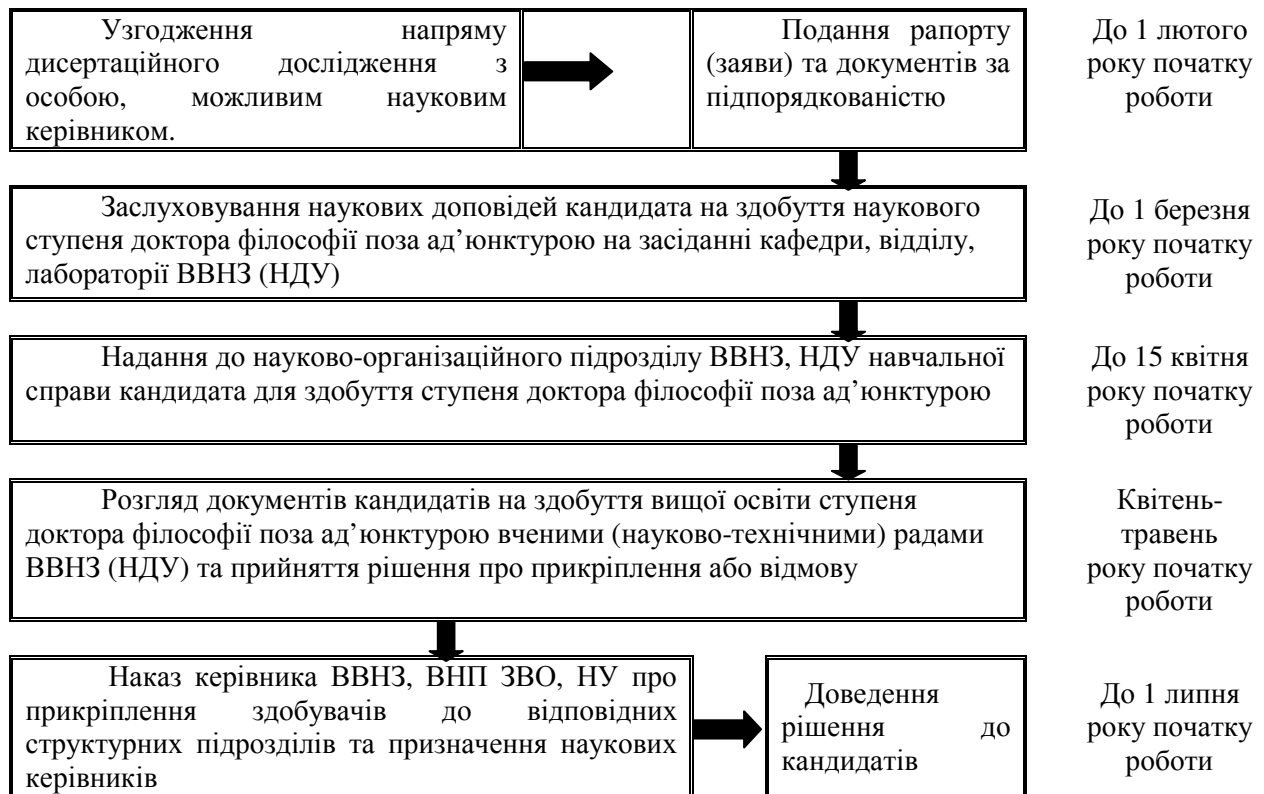 Узгодження напряму
дисертаційного дослідження з
особою, можливим науковим
керівником.
Подання рапорту
(заяви) та документів за
підпорядкованістю
До 1 лютого
року початку
роботи
Заслуховування наукових доповідей кандидата на здобуття наукового
ступеня доктора філософії поза ад’юнктурою на засіданні кафедри, відділу,
лабораторії ВВНЗ (НДУ)
До 1 березня
року початку
роботи
Надання до науково-організаційного підрозділу ВВНЗ, НДУ навчальної
справи кандидата для здобуття ступеня доктора філософії поза ад’юнктурою
До 15 квітня
року початку
роботи
Розгляд документів кандидатів на здобуття вищої освіти ступеня
доктора філософії поза ад’юнктурою вченими (науково-технічними) радами
ВВНЗ (НДУ) та прийняття рішення про прикріплення або відмову
Квітень-
травень
року початку
роботи
Наказ керівника ВВНЗ, ВНП ЗВО, НУ про
прикріплення здобувачів до відповідних
структурних підрозділів та призначення наукових
керівників
Доведення
рішення до
кандидатів
До 1 липня
року початку
роботи